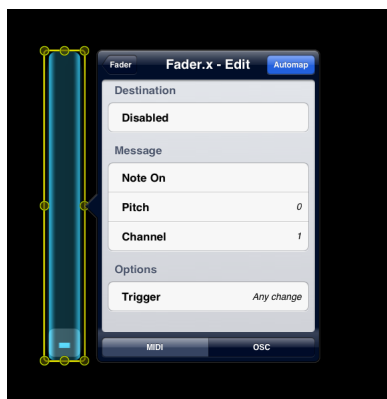 Fader Fader.x - Edit Automap
Destination
Disabled
Message
Note On
Pitch 0
Channel 1
Options
Trigger Any change
MIDI OSC